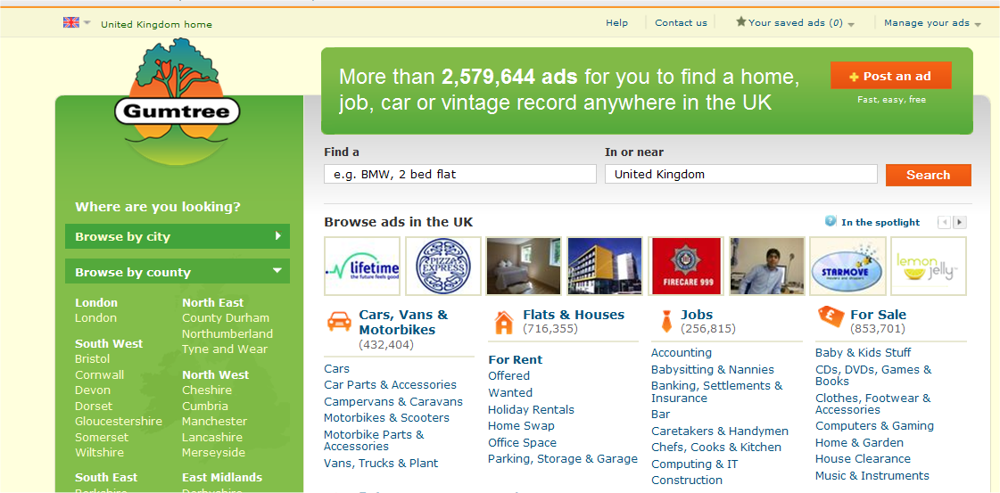 United Kingdom home
Help
Contact us
Your saved ads (0)
Manage your ads
Gumtree
More than 2,579,644 ads for you to find a home,
job, car or vintage record anywhere in the UK
Post an ad
Fast, easy, free
Find a
In or near
e.g. BMW, 2 bed flat
United Kingdom
Search
Where are you looking?
Browse by city
Browse by county
London
London
South West
Bristol
Cornwall
Devon
Dorset
Gloucestershire
Somerset
Wiltshire
South East
Berkshire
North East
County Durham
Northumberland
Tyne and Wear
North West
Cheshire
Cumbria
Manchester
Lancashire
Merseyside
East Midlands
Derbyshire
Browse ads in the UK
In the spotlight
lifetime
the future feels good
PIZZA
EXPRESS
FIRECARE 999
STARMOVE
lemon
jelly
Cars, Vans &
Motorbikes
(432,404)
Cars
Car Parts & Accessories
Campervans & Caravans
Motorbikes & Scooters
Motorbike Parts &
Accessories
Vans, Trucks & Plant
Flats & Houses
(716,355)
For Rent
Offered
Wanted
Holiday Rentals
Home Swap
Office Space
Parking, Storage & Garage
Jobs
(256,815)
Accounting
Babysitting & Nannies
Banking, Settlements &
Insurance
Bar
Caretakers & Handymen
Chefs, Cooks & Kitchen
Computing & IT
Construction
For Sale
(853,701)
Baby & Kids Stuff
CDs, DVDs, Games &
Books
Clothes, Footwear &
Accessories
Computers & Gaming
Home & Garden
House Clearance
Music & Instruments